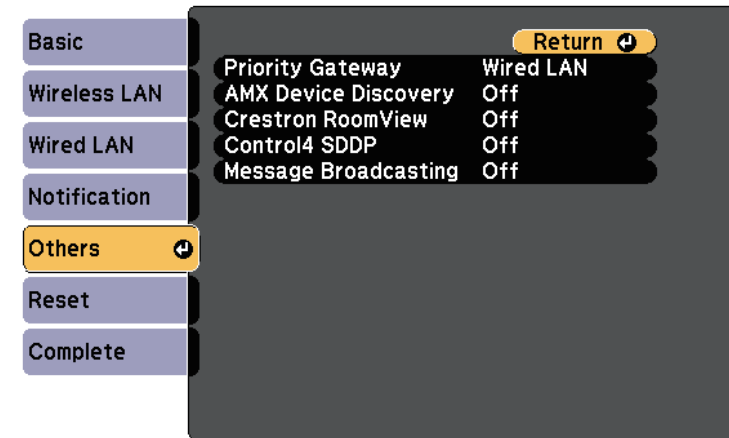 Basic
Wireless LAN
Wired LAN
Notification
Others
Reset
Complete
Return
Priority Gateway Wired LAN
AMX Device Discovery Off
Crestron RoomView Off
Control4 SDDP Off
Message Broadcasting Off